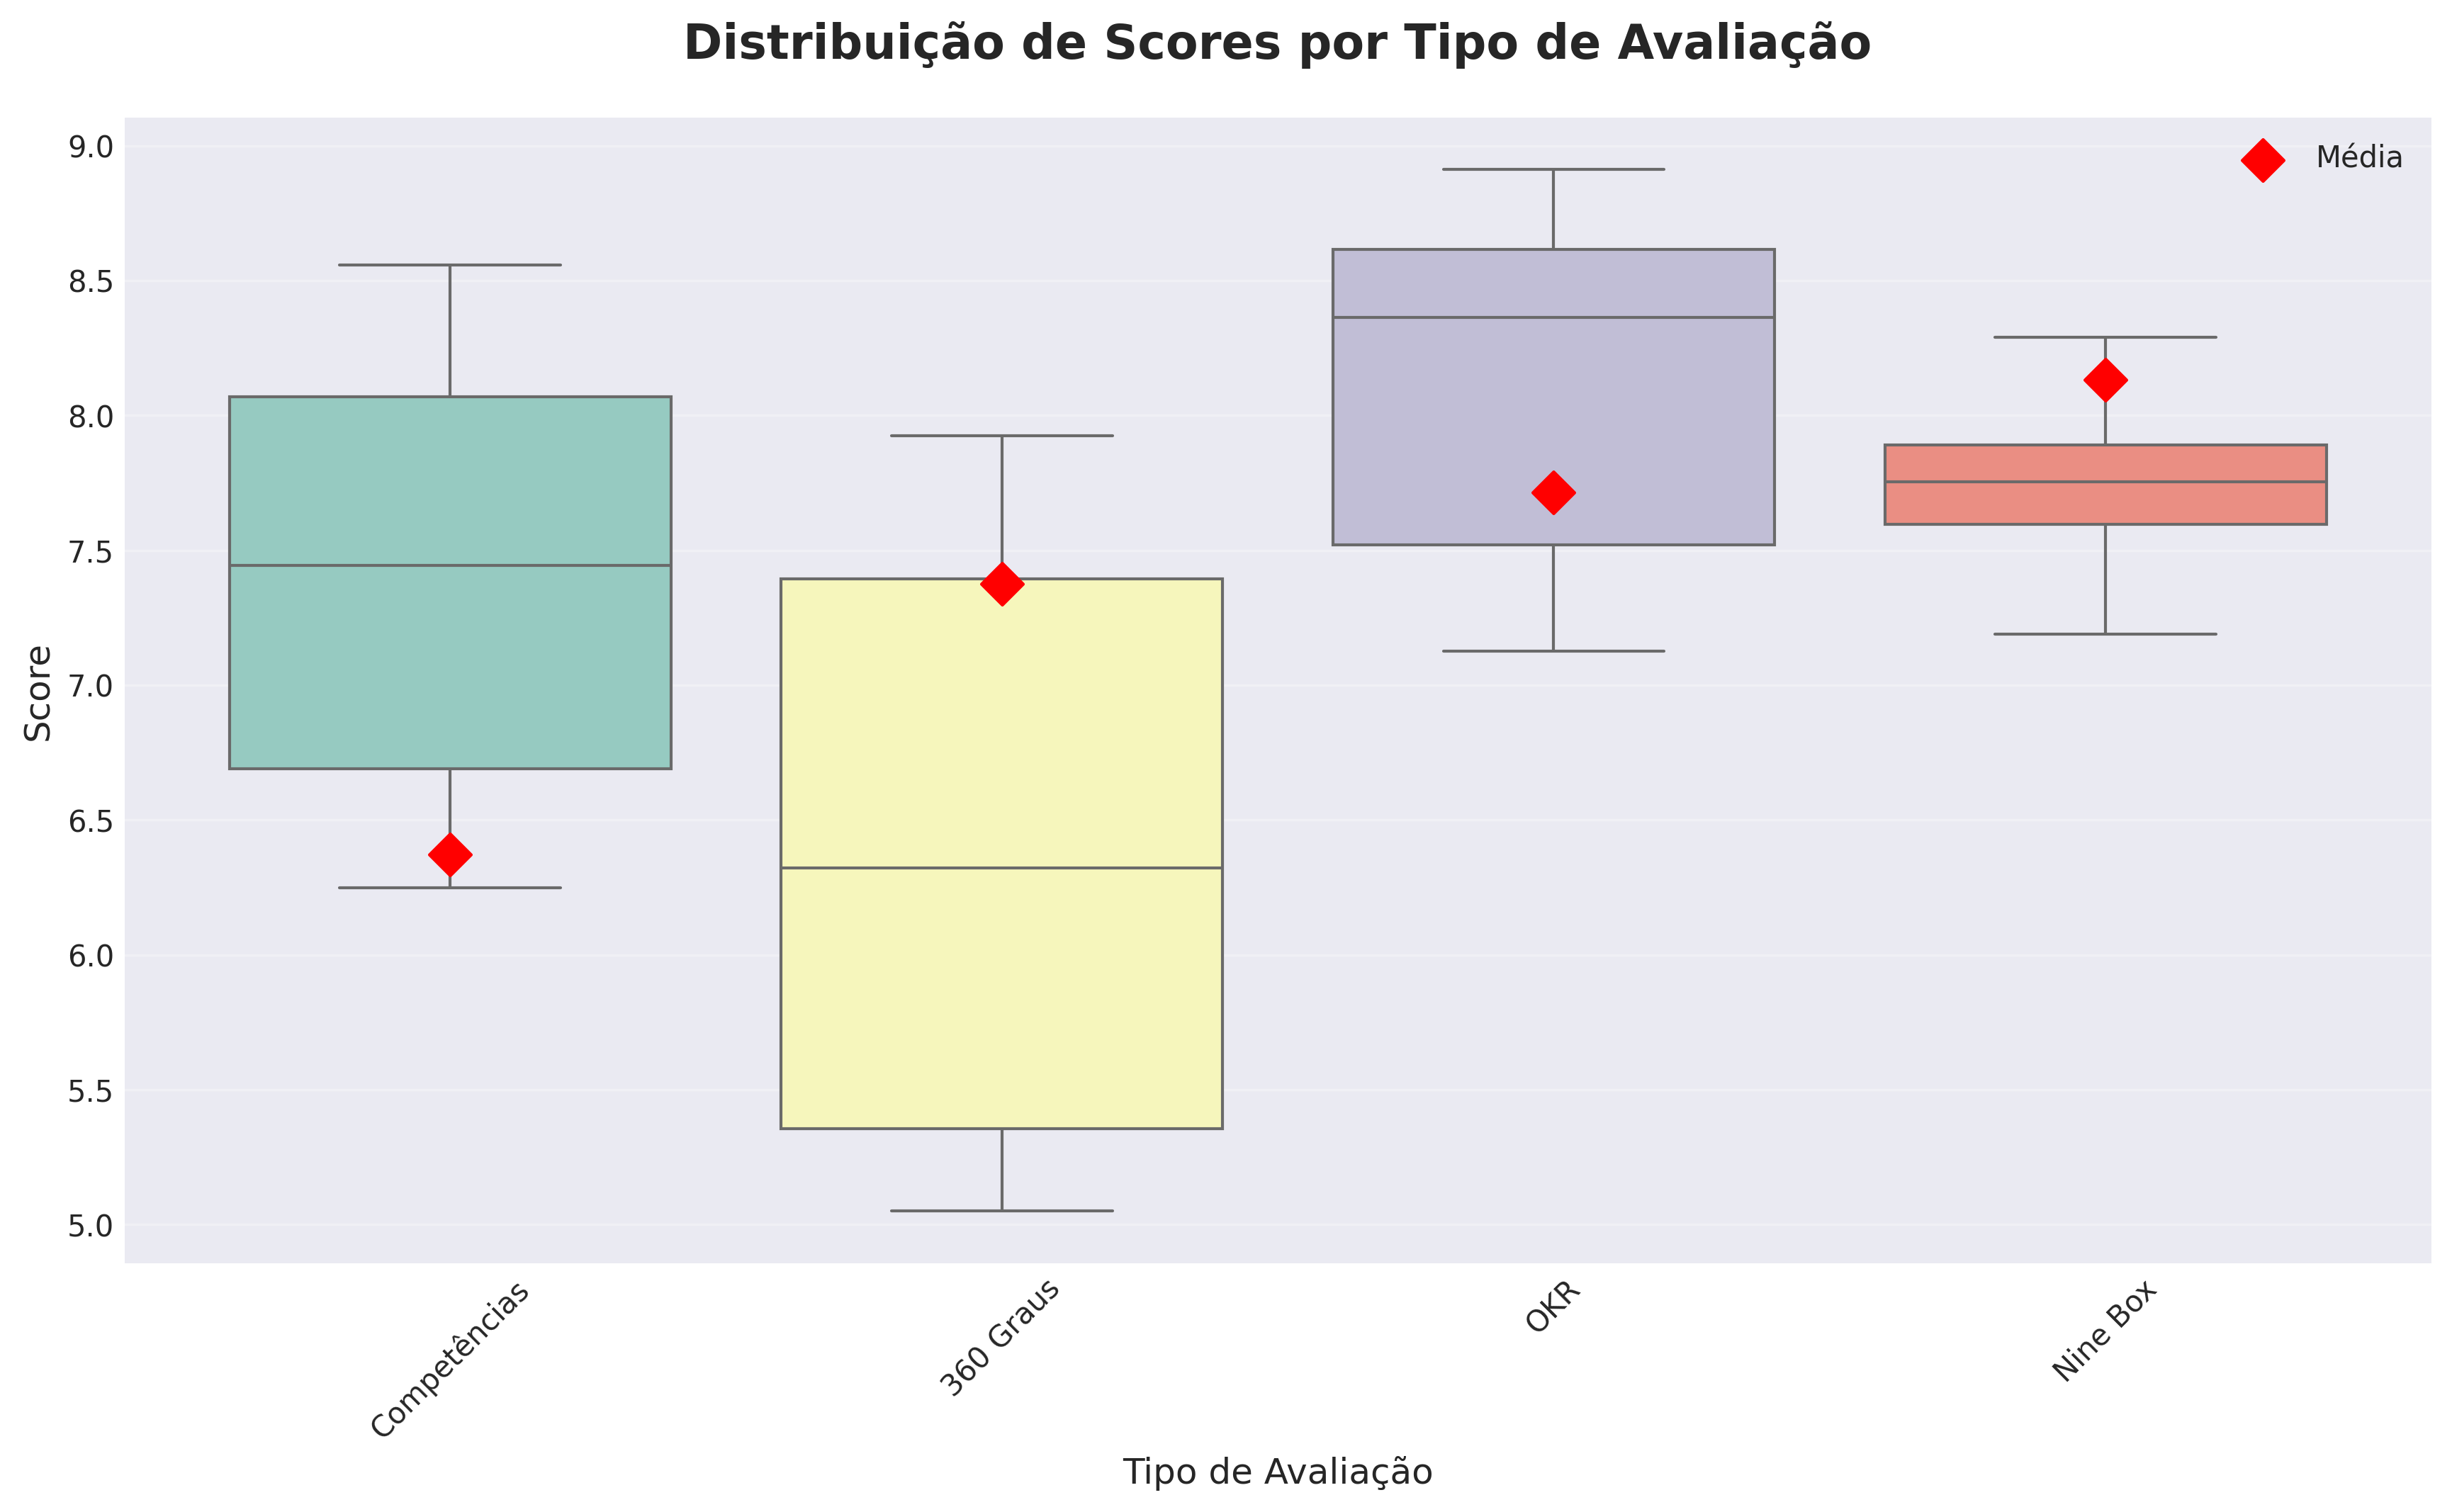 Distribuição de Scores por Tipo de Avaliação
Média
Score
9.0
8.5
8.0
7.5
7.0
6.5
6.0
5.5
5.0
Competências
360 Graus
OKR
Nine Box
Tipo de Avaliação